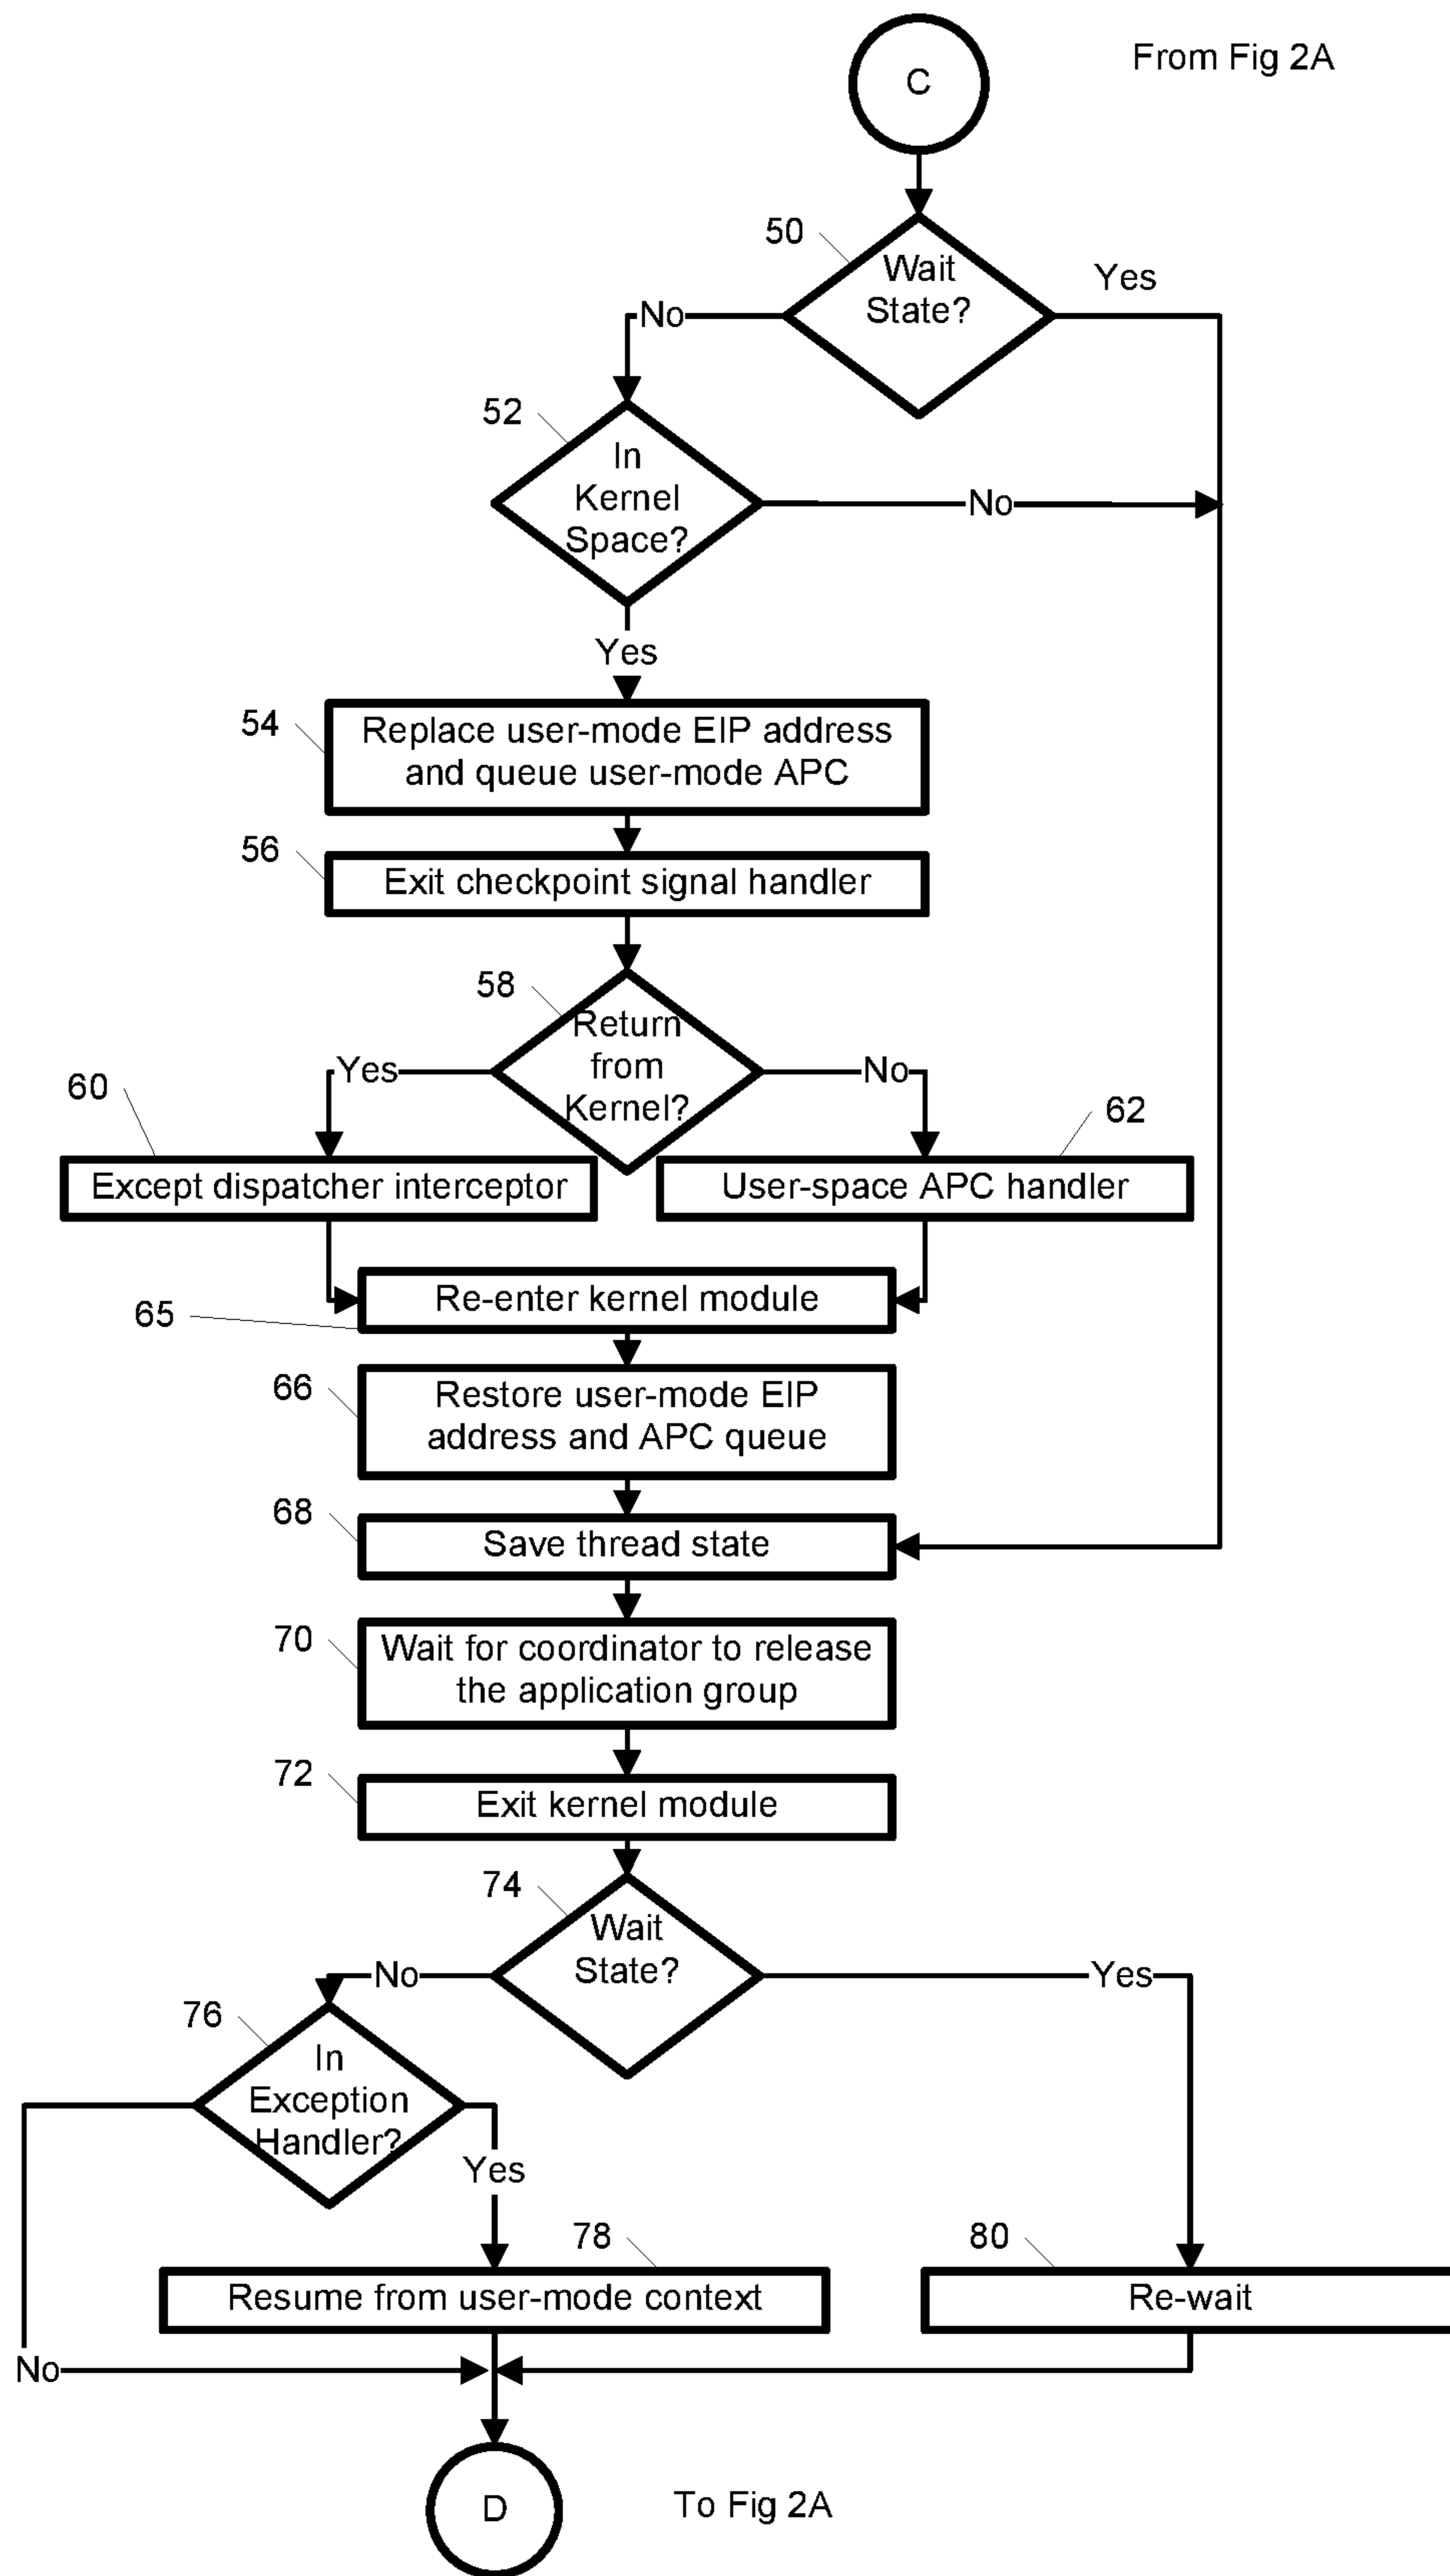 C
From Fig 2A
50
Wait
State?
Yes
No
52
In
Kernel
Space?
No
Yes
54
Replace user-mode EIP address
and queue user-mode APC
56
Exit checkpoint signal handler
58
Return
from
Kernel?
Yes
No
60
62
Except dispatcher interceptor
User-space APC handler
Re-enter kernel module
65
66
Restore user-mode EIP
address and APC queue
68
Save thread state
70
Wait for coordinator to release
the application group
72
Exit kernel module
74
Wait
State?
No
Yes
76
In
Exception
Handler?
Yes
78
80
Resume from user-mode context
Re-wait
No
D
To Fig 2A